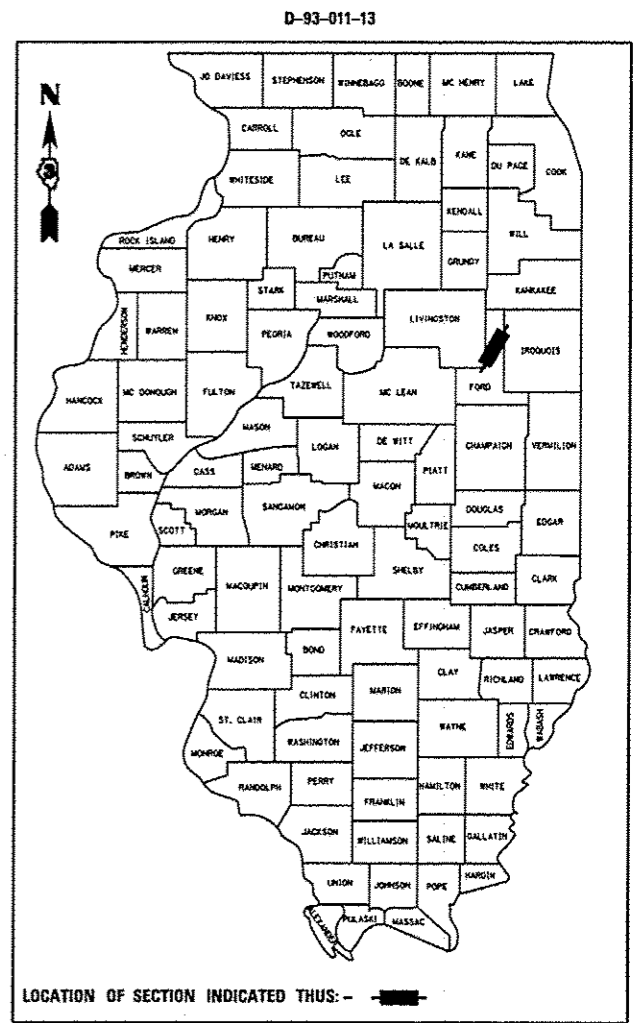 D-93-011-13
JO DAVIESS STEPHENSON WINNEBAGO BOONE MC HENRY LAKE
N
CARROLL OGLE DE KALB KANE DU PAGE COOK
WHITESIDE LEE
KENDALL
ROCK ISLAND HENRY BUREAU LA SALLE WILL
MERCER PUTNAM GRUNDY
STARK MARSHALL KANKAKEE
HENDERSON WARREN KNOX PEORIA WOODFORD LIVINGSTON IROQUOIS
HANCOCK MC DONOUGH FULTON TAZEWELL MC LEAN FORD
MASON
SCHUYLER LOGAN DE WITT CHAMPAIGN VERMILION
ADAMS BROWN CASS MENARD MACON PIATT
MORGAN SANGAMON DOUGLAS
PIKE SCOTT CHRISTIAN MOULTRIE EDGAR
COLES
CALHOUN GREENE MACOUPIN MONTGOMERY SHELBY CUMBERLAND CLARK
JERSEY
FAYETTE EFFINGHAM JASPER CRAWFORD
MADISON BOND
CLAY RICHLAND LAWRENCE
CLINTON MARION
ST. CLAIR WAYNE EDWARDS WABASH
MONROE WASHINGTON JEFFERSON
RANDOLPH PERRY HAMILTON WHITE
FRANKLIN
JACKSON WILLIAMSON SALINE GALLATIN
UNION JOHNSON POPE HARDIN
ALEXANDER PULASKI MASSAC
LOCATION OF SECTION INDICATED THUS: -